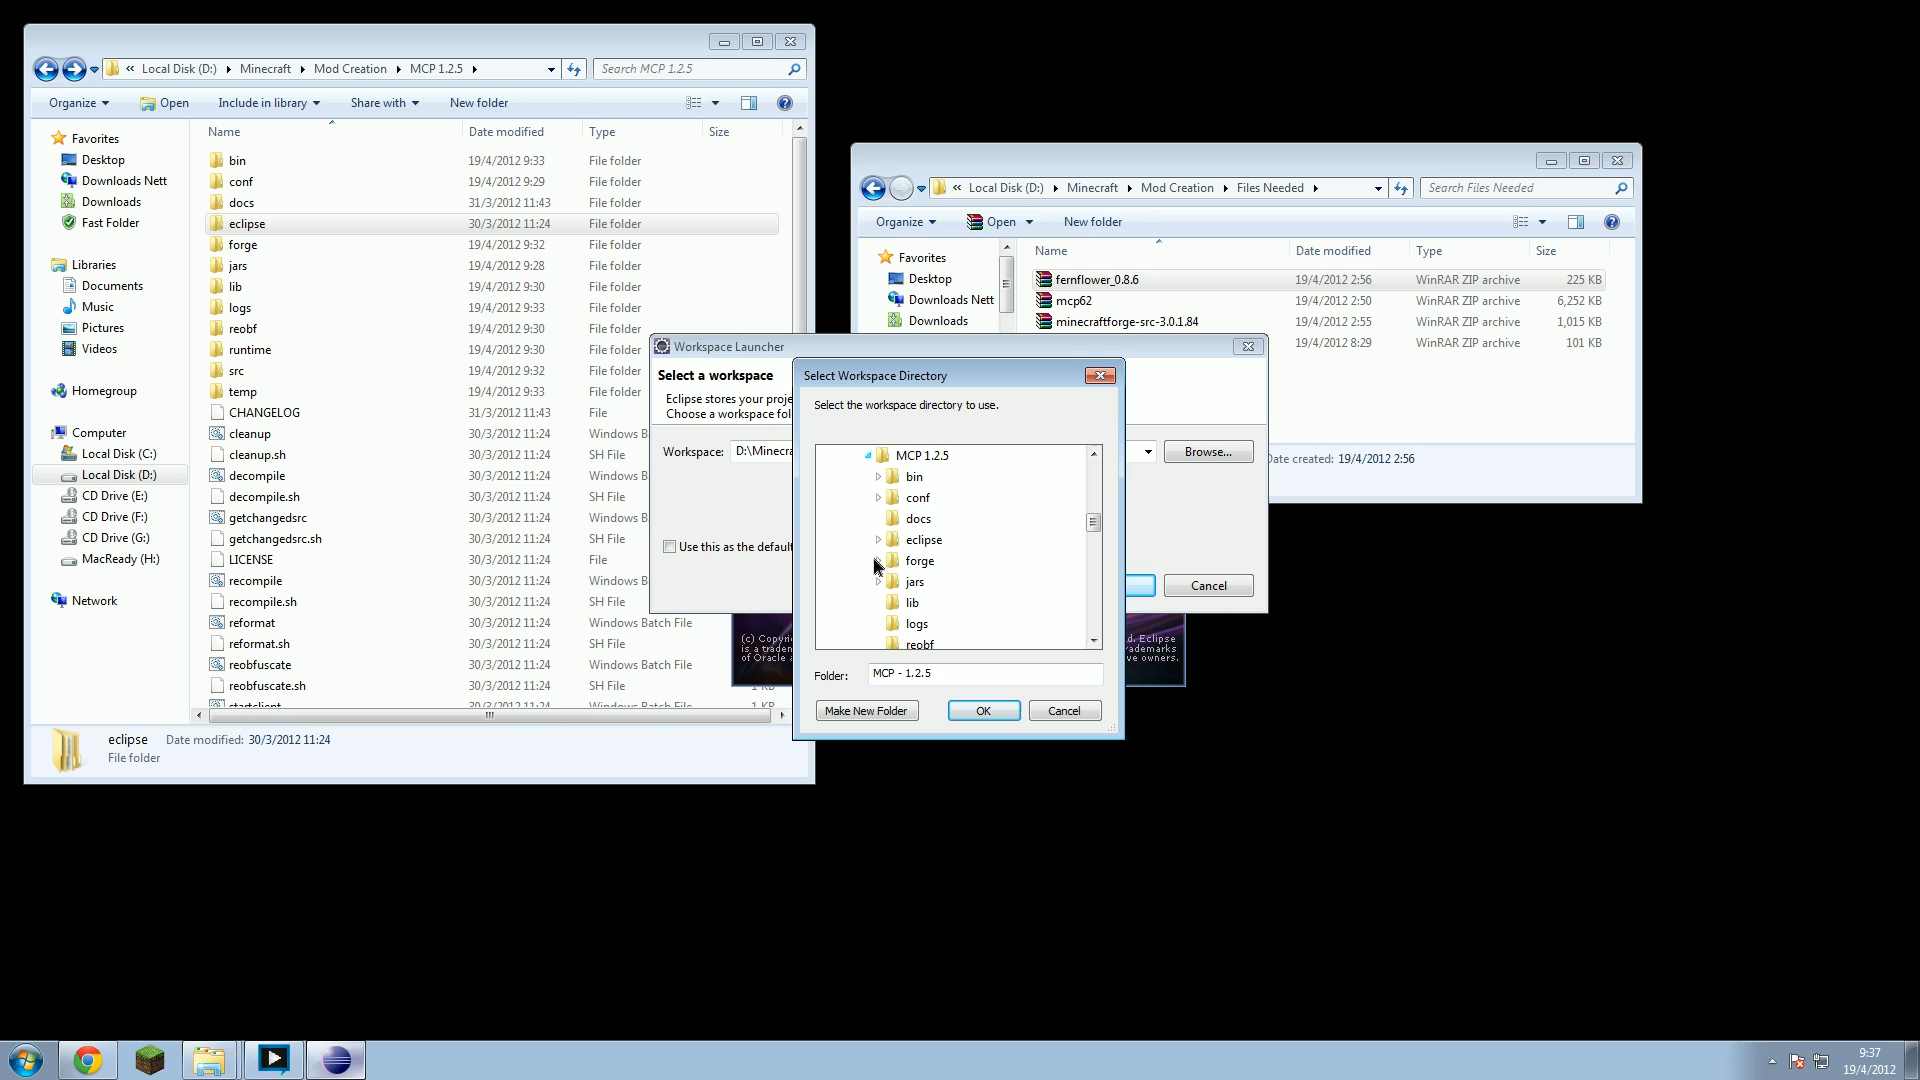 « Local Disk (D:) Minecraft Mod Creation MCP 1.2.5
Search MCP 1.2.5
Organize Open Include in library Share with New folder
Name Date modified Type Size
Favorites
Desktop
Downloads Nett
Downloads
Fast Folder
Libraries
Documents
Music
Pictures
Videos
Homegroup
Computer
Local Disk (C:)
Local Disk (D:)
CD Drive (E:)
CD Drive (F:)
CD Drive (G:)
MacReady (H:)
Network
bin 19/4/2012 9:33 File folder
conf 19/4/2012 9:29 File folder
docs 31/3/2012 11:43 File folder
eclipse 30/3/2012 11:24 File folder
forge 19/4/2012 9:32 File folder
jars 19/4/2012 9:28 File folder
lib 19/4/2012 9:30 File folder
logs 19/4/2012 9:33 File folder
reobf 19/4/2012 9:30 File folder
runtime 19/4/2012 9:30 File folder
src 19/4/2012 9:32 File folder
temp 19/4/2012 9:33 File folder
CHANGELOG 31/3/2012 11:43 File
cleanup 30/3/2012 11:24 Windows B
cleanup.sh 30/3/2012 11:24 SH File
decompile 30/3/2012 11:24 Windows B
decompile.sh 30/3/2012 11:24 SH File
getchangedsrc 30/3/2012 11:24 Windows B
getchangedsrc.sh 30/3/2012 11:24 SH File
LICENSE 30/3/2012 11:24 File
recompile 30/3/2012 11:24 Windows B
recompile.sh 30/3/2012 11:24 SH File
reformat 30/3/2012 11:24 Windows Batch File
reformat.sh 30/3/2012 11:24 SH File
reobfuscate 30/3/2012 11:24 Windows Batch File
reobfuscate.sh 30/3/2012 11:24 SH File 1 KB
startclient 30/3/2012 11:24 Windows Batch File
eclipse Date modified: 30/3/2012 11:24
File folder
« Local Disk (D:) Minecraft Mod Creation Files Needed
Search Files Needed
Organize Open New folder
Name Date modified Type Size
Favorites
Desktop
Downloads Nett
Downloads
fernflower_0.8.6 19/4/2012 2:56 WinRAR ZIP archive 225 KB
mcp62 19/4/2012 2:50 WinRAR ZIP archive 6,252 KB
minecraftforge-src-3.0.1.84 19/4/2012 2:55 WinRAR ZIP archive 1,015 KB
19/4/2012 8:29 WinRAR ZIP archive 101 KB
Date created: 19/4/2012 2:56
Workspace Launcher
Select a workspace
Eclipse stores your proje
Choose a workspace fol
Workspace: D:\Minecra
Browse...
Use this as the default
Cancel
(c) Copyri
is a tradem
of Oracle a
d. Eclipse
ademarks
ve owners.
Select Workspace Directory
Select the workspace directory to use.
MCP 1.2.5
bin
conf
docs
eclipse
forge
jars
lib
logs
reobf
Folder: MCP - 1.2.5
Make New Folder OK Cancel
9:37
19/4/2012